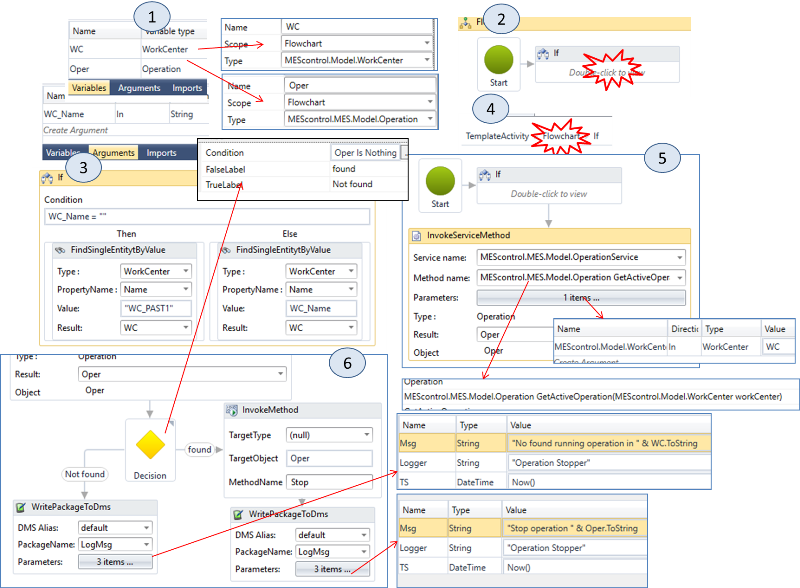 1
Name
Variable type
WC
WorkCenter
Oper
Operation
Variables Arguments Imports
Nam
WC_Name In String
Create Argument
Variables Arguments Imports
Name WC
Scope Flowchart
Type MEScontrol.Model.WorkCenter
Name Oper
Scope Flowchart
Type MEScontrol.MES.Model.Operation
2
Start
If
Double-click to view
4
TemplateActivity Flowchart If
3
If
Condition
WC_Name = ""
Then Else
FindSingleEntitytByValue
Type : WorkCenter
PropertyName : Name
Value: "WC_PAST1"
Result: WC
FindSingleEntitytByValue
Type : WorkCenter
PropertyName : Name
Value: WC_Name
Result: WC
Condition Oper Is Nothing
FalseLabel found
TrueLabel Not found
5
Start
If
Double-click to view
InvokeServiceMethod
Service name: MEScontrol.MES.Model.OperationService
Method name: MEScontrol.MES.Model.Operation GetActiveOper
Parameters: 1 items ...
Type : Operation
Result: Oper
Object Oper
Name Directic Type Value
MEScontrol.Model.WorkCent In WorkCenter WC
Create Argument
Operation
MEScontrol.MES.Model.Operation GetActiveOperation(MEScontrol.Model.WorkCenter workCenter)
6
Type : Operation
Result: Oper
Object Oper
Decision
found
Not found
InvokeMethod
TargetType (null)
TargetObject Oper
MethodName Stop
WritePackageToDms
DMS Alias: default
PackageName: LogMsg
Parameters: 3 items ...
WritePackageToDms
DMS Alias: default
PackageName: LogMsg
Parameters: 3 items ...
Name Type Value
Msg String "No found running operation in " & WC.ToString
Logger String "Operation Stopper"
TS DateTime Now()
Name Type Value
Msg String "Stop operation " & Oper.ToString
Logger String "Operation Stopper"
TS DateTime Now()